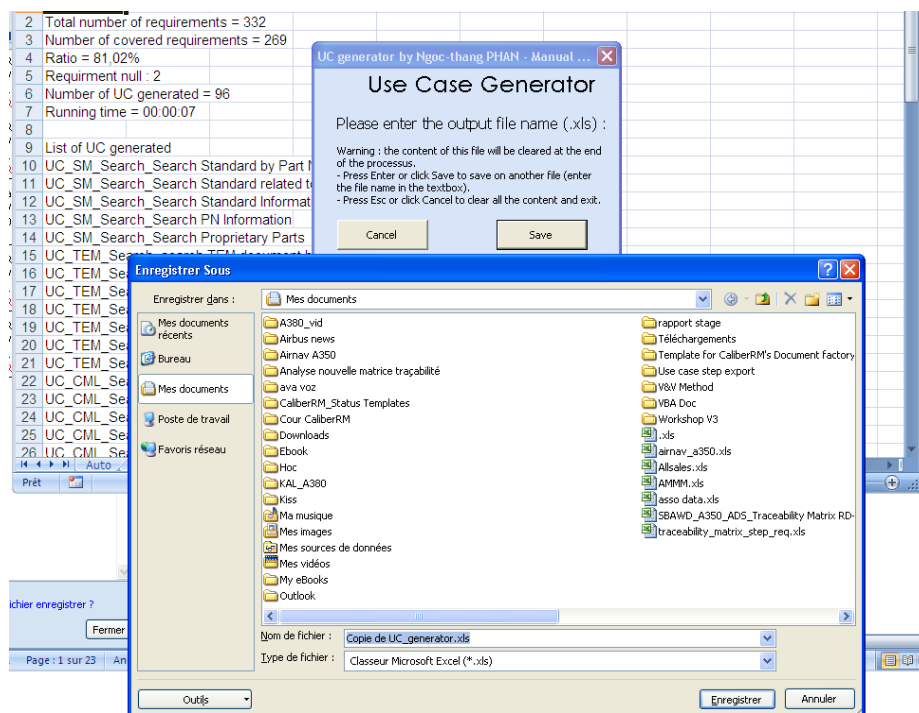 2 Total number of requirements = 332
3 Number of covered requirements = 269
4 Ratio = 81,02%
5 Requirment null : 2
6 Number of UC generated = 96
7 Running time = 00:00:07
8
9 List of UC generated
10 UC_SM_Search_Search Standard by Part
11 UC_SM_Search_Search Standard related
12 UC_SM_Search_Search Standard Informat
13 UC_SM_Search_Search PN Information
14 UC_SM_Search_Search Proprietary Parts
15 UC_TEM_Search_search TEM document
16 UC_TEM_Sea
17 UC_TEM_Sea
18 UC_TEM_Sea
19 UC_TEM_Sea
20 UC_TEM_Sea
21 UC_TEM_Sea
22 UC_CML_Sea
23 UC_CML_Sea
24 UC_CML_Sea
25 UC_CML_Sea
26 UC_CML_Sea
Auto
Prêt
UC generator by Ngoc-thang PHAN - Manual ...
Use Case Generator
Please enter the output file name (.xls) :
Warning : the content of this file will be cleared at the end
of the processus.
- Press Enter or click Save to save on another file (enter
the file name in the textbox).
- Press Esc or click Cancel to clear all the content and exit.
Cancel Save
Enregistrer Sous
Enregistrer dans : Mes documents
Mes documents
récents
Bureau
Mes documents
Poste de travail
Favoris réseau
A380_vid
Airbus news
Airnav A350
Analyse nouvelle matrice traçabilité
ava voz
CaliberRM_Status Templates
Cour CaliberRM
Downloads
Ebook
Hoc
KAL_A380
Kiss
Ma musique
Mes images
Mes sources de données
Mes vidéos
My eBooks
Outlook
rapport stage
Téléchargements
Template for CaliberRM's Document factory
Use case step export
V&V Method
VBA Doc
Workshop V3
.xls
airnav_a350.xls
Allsales.xls
AMMM.xls
asso data.xls
SBAWD_A350_ADS_Traceability Matrix RD-
traceability_matrix_step_req.xls
Nom de fichier : Copie de UC_generator.xls
Type de fichier : Classeur Microsoft Excel (*.xls)
Outils Enregistrer Annuler
ichier enregistrer ?
Fermer
Page : 1 sur 23 An